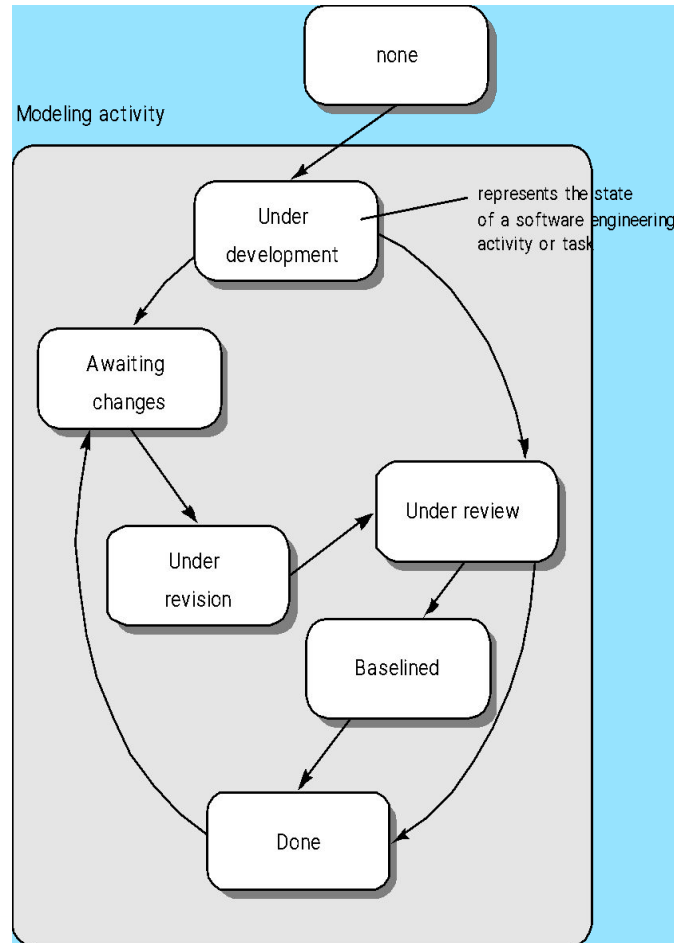 none
Modeling activity
represents the state
of a software engineering
activity or task
Under
development
Awaiting
changes
Under review
Under
revision
Baselined
Done